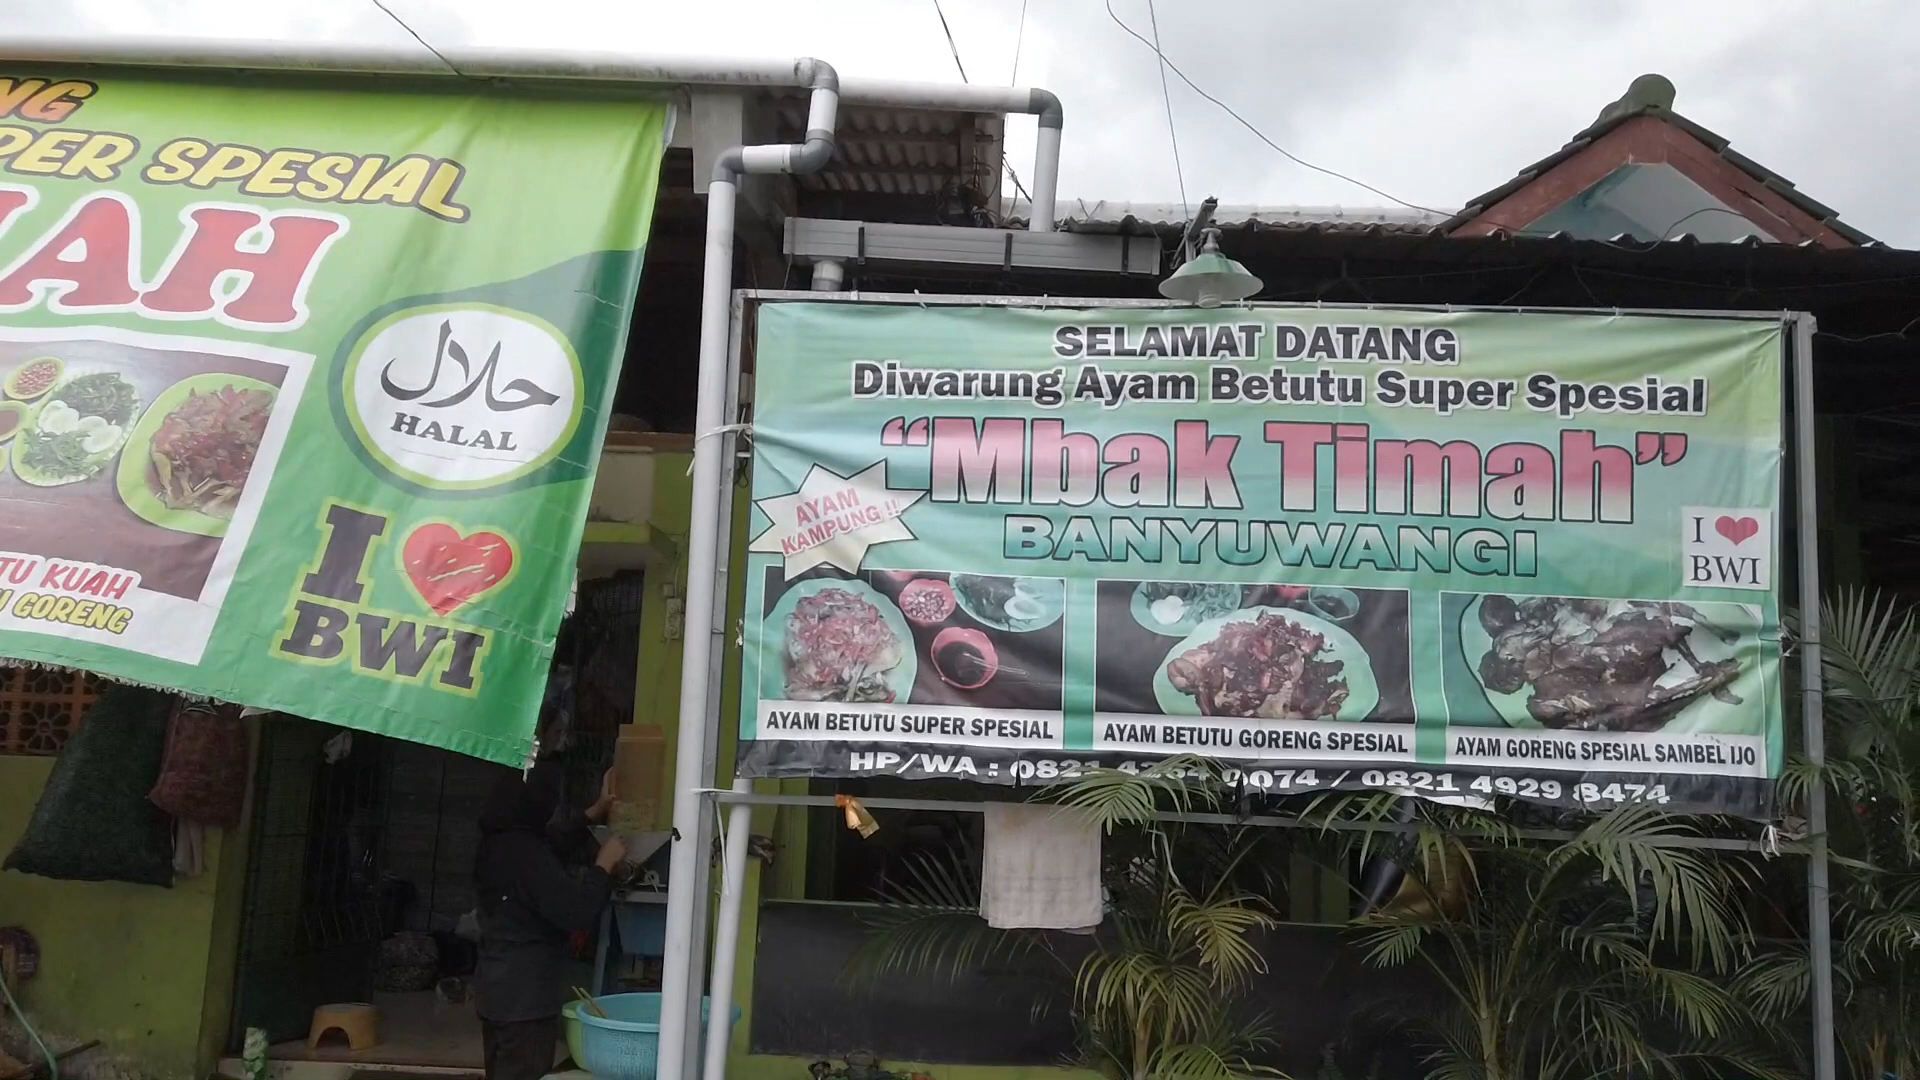 NG
PER SPESIAL
MAH
حلال
HALAL
I ❤ BWI
TU KUAH
GORENG
SELAMAT DATANG
Diwarung Ayam Betutu Super Spesial
"Mbak Timah"
BANYUWANGI
AYAM KAMPUNG !!
I ❤ BWI
AYAM BETUTU SUPER SPESIAL
AYAM BETUTU GORENG SPESIAL
AYAM GORENG SPESIAL SAMBEL IJO
HP/WA : 0821 0074 / 0821 4929 8474